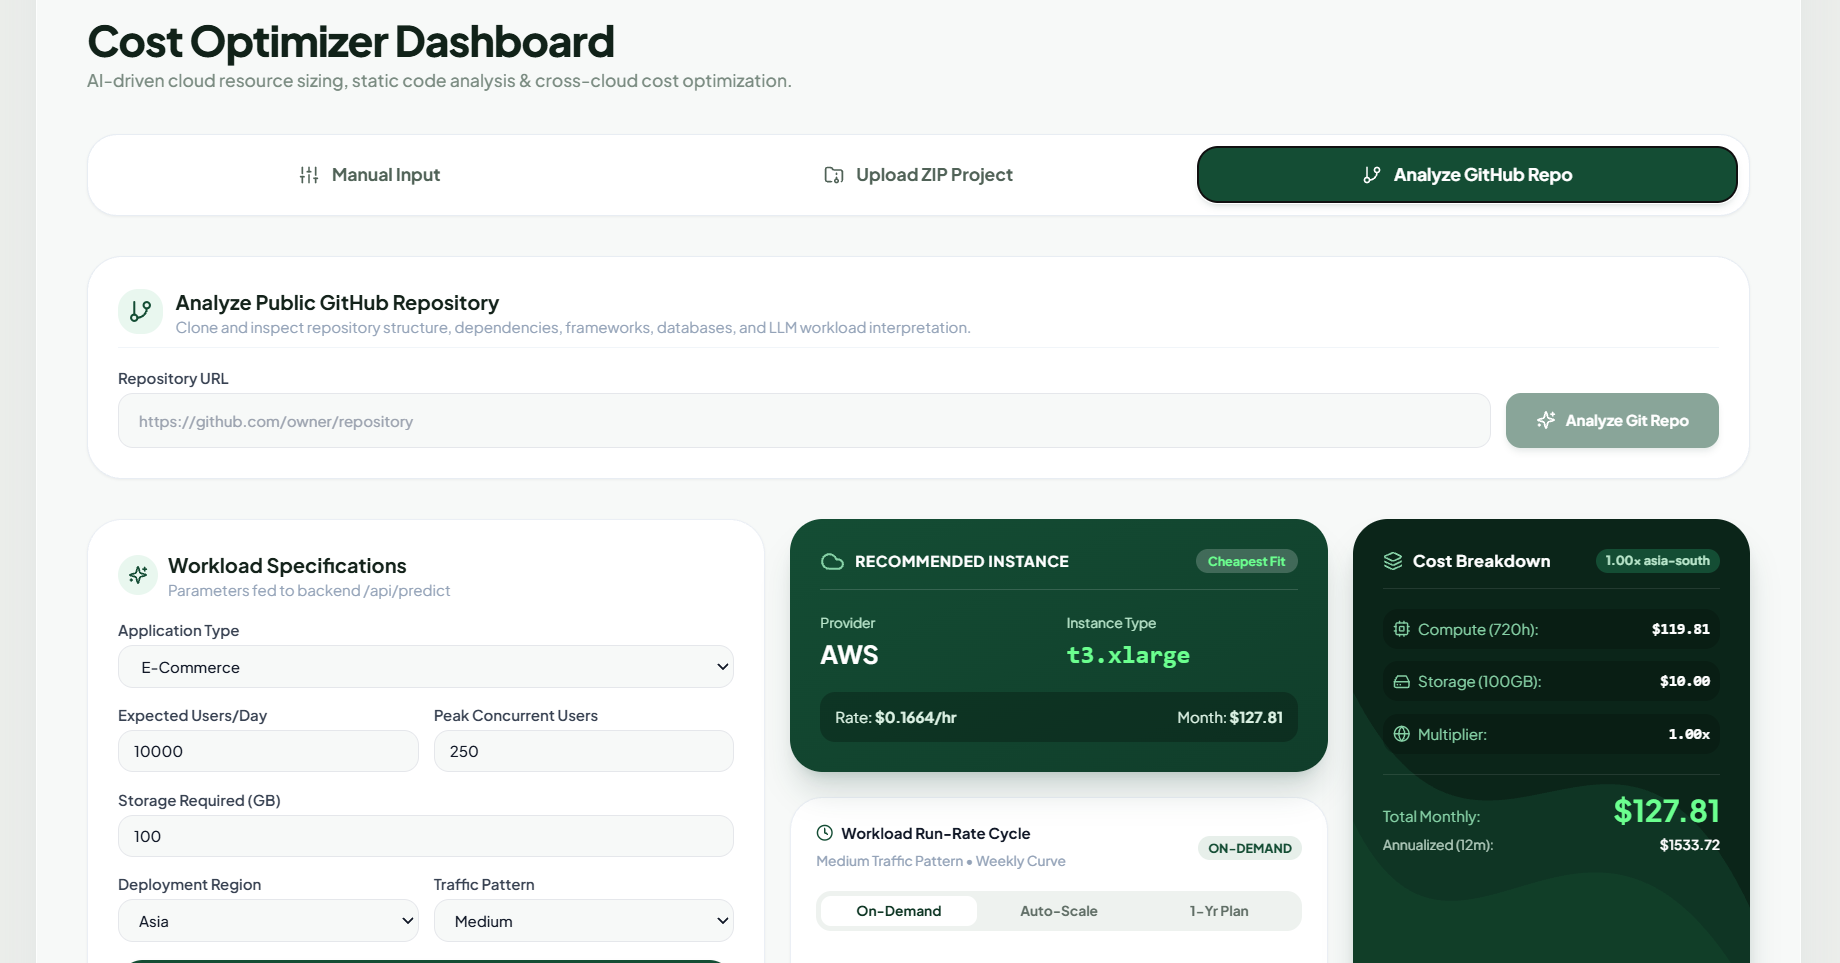 Cost Optimizer Dashboard
AI-driven cloud resource sizing, static code analysis & cross-cloud cost optimization.
Manual Input
Upload ZIP Project
Analyze GitHub Repo
Analyze Public GitHub Repository
Clone and inspect repository structure, dependencies, frameworks, databases, and LLM workload interpretation.
Repository URL
https://github.com/owner/repository
Analyze Git Repo
Workload Specifications
Parameters fed to backend /api/predict
Application Type
E-Commerce
Expected Users/Day
Peak Concurrent Users
10000
250
Storage Required (GB)
100
Deployment Region
Traffic Pattern
Asia
Medium
RECOMMENDED INSTANCE
Cheapest Fit
Provider
Instance Type
AWS
t3.xlarge
Rate: $0.1664/hr
Month: $127.81
Workload Run-Rate Cycle
Medium Traffic Pattern • Weekly Curve
ON-DEMAND
On-Demand
Auto-Scale
1-Yr Plan
Cost Breakdown
1.00x asia-south
Compute (720h):
$119.81
Storage (100GB):
$10.00
Multiplier:
1.00x
Total Monthly:
$127.81
Annualized (12m):
$1533.72